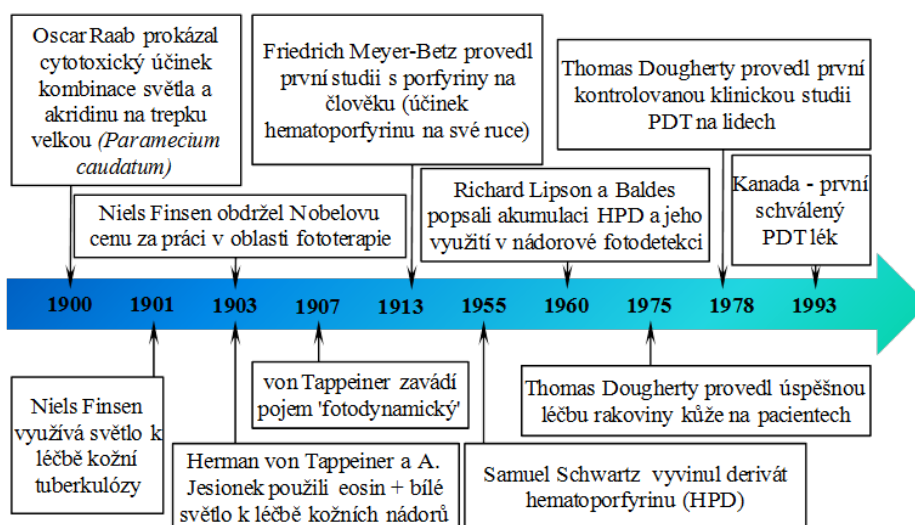 Oscar Raab prokázal
cytotoxický účinek
kombinace světla a
akridinu na trepku
velkou (Paramecium
caudatum)
Friedrich Meyer-Betz provedl
první studii s porfyriny na
člověku (účinek
hematoporfyrinu na své ruce)
Thomas Dougherty provedl první
kontrolovanou klinickou studii
PDT na lidech
Niels Finsen obdržel Nobelovu
cenu za práci v oblasti fototerapie
Richard Lipson a Baldes
popsali akumulaci HPD a jeho
využití v nádorové fotodetekci
Kanada - první
schválený
PDT lék
1900 1901 1903 1907 1913 1955 1960 1975 1978 1993
Niels Finsen
využívá světlo k
léčbě kožní
tuberkulózy
Herman von Tappeiner a A.
Jesionek použili eosin + bílé
světlo k léčbě kožních nádorů
von Tappeiner zavádí
pojem 'fotodynamický'
Samuel Schwartz vyvinul derivát
hematoporfyrinu (HPD)
Thomas Dougherty provedl úspěšnou
léčbu rakoviny kůže na pacientech